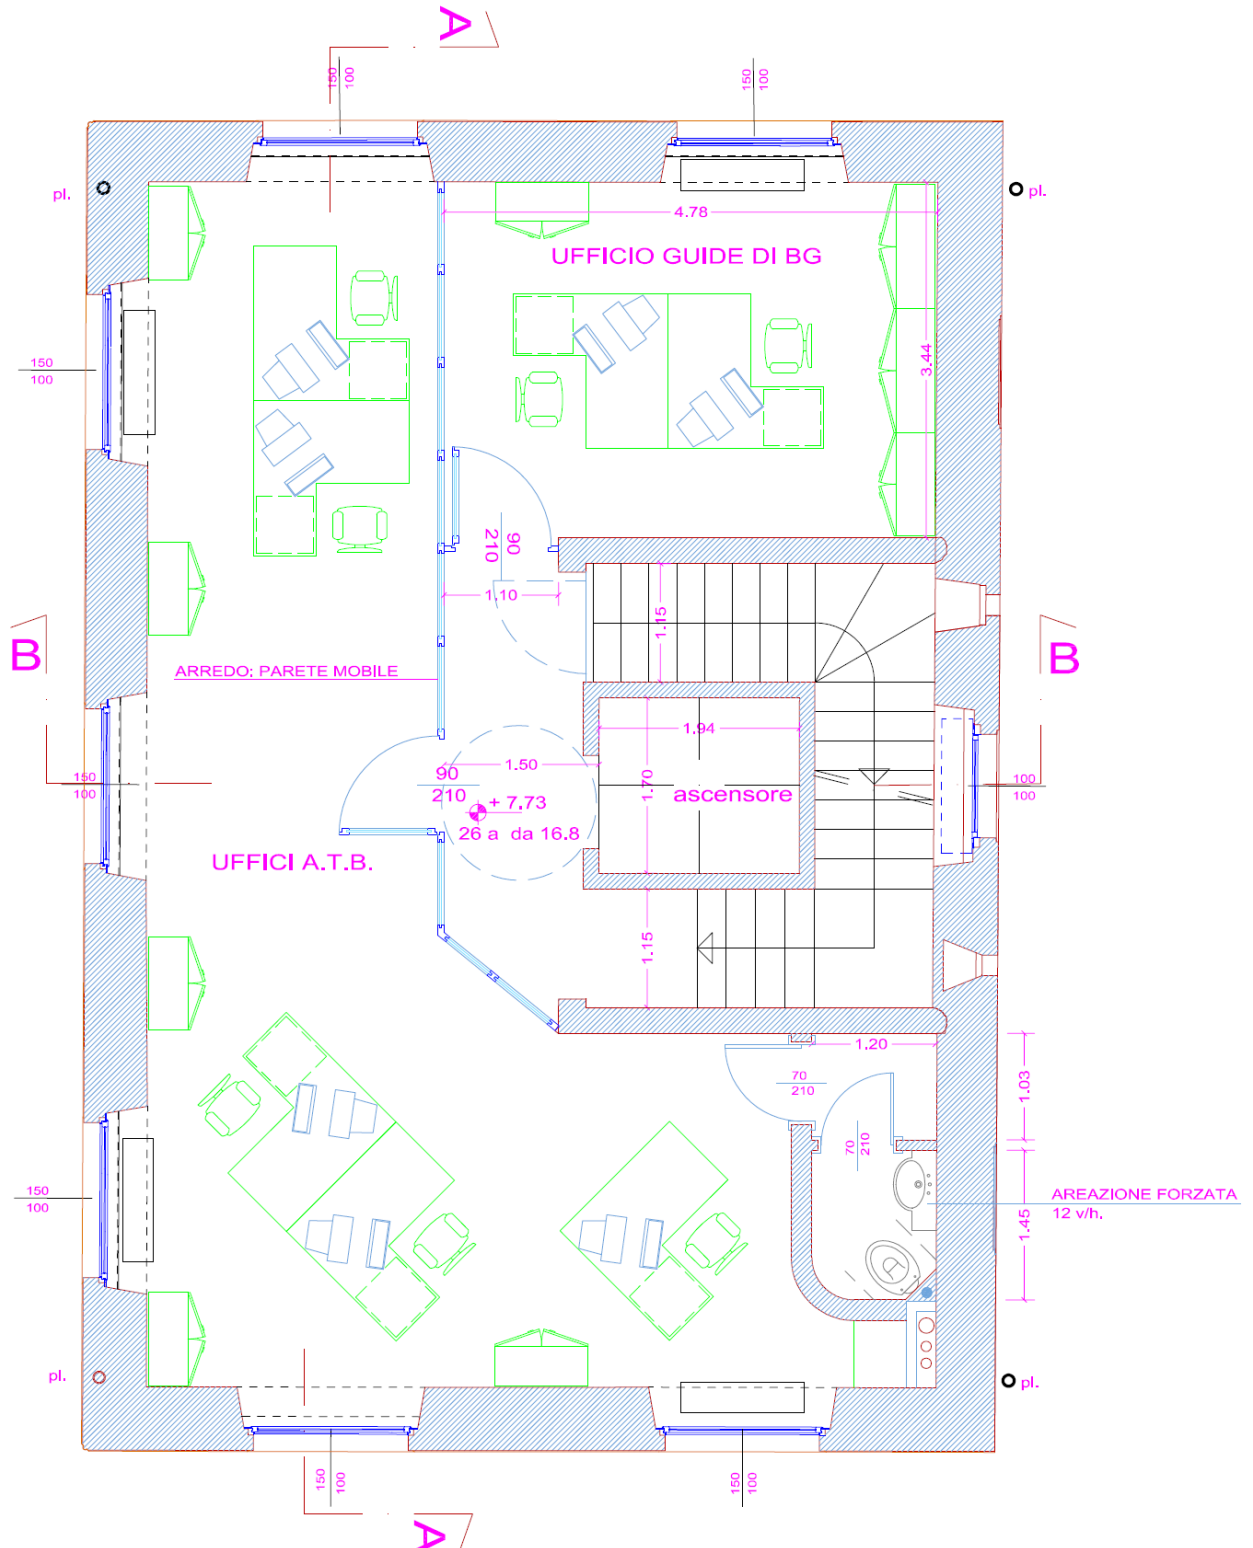 A
150
100
150
100
pl.
pl.
4.78
UFFICIO GUIDE DI BG
3.44
150
100
90
210
1.10
1.15
B
B
ARREDO: PARETE MOBILE
1.94
1.50
90
210
1.70
ascensore
+ 7.73
26 a da 16.8
150
100
100
100
UFFICI A.T.B.
1.15
1.20
70
210
1.03
70
210
150
100
AREAZIONE FORZATA
12 v/h.
1.45
pl.
pl.
150
100
150
100
A